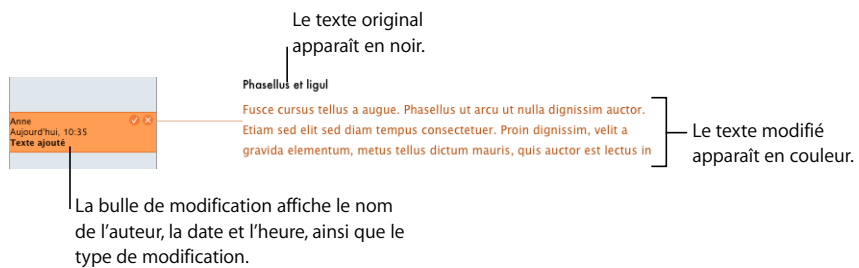 Le texte original
apparaît en noir.
Phasellus et ligul
Anne
Aujourd'hui, 10:35
Texte ajouté
Fusce cursus tellus a augue. Phasellus ut arcu ut nulla dignissim auctor.
Etiam sed elit sed diam tempus consectetuer. Proin dignissim, velit a
gravida elementum, metus tellus dictum mauris, quis auctor est lectus in
Le texte modifié
apparaît en couleur.
La bulle de modification affiche le nom
de l'auteur, la date et l'heure, ainsi que le
type de modification.